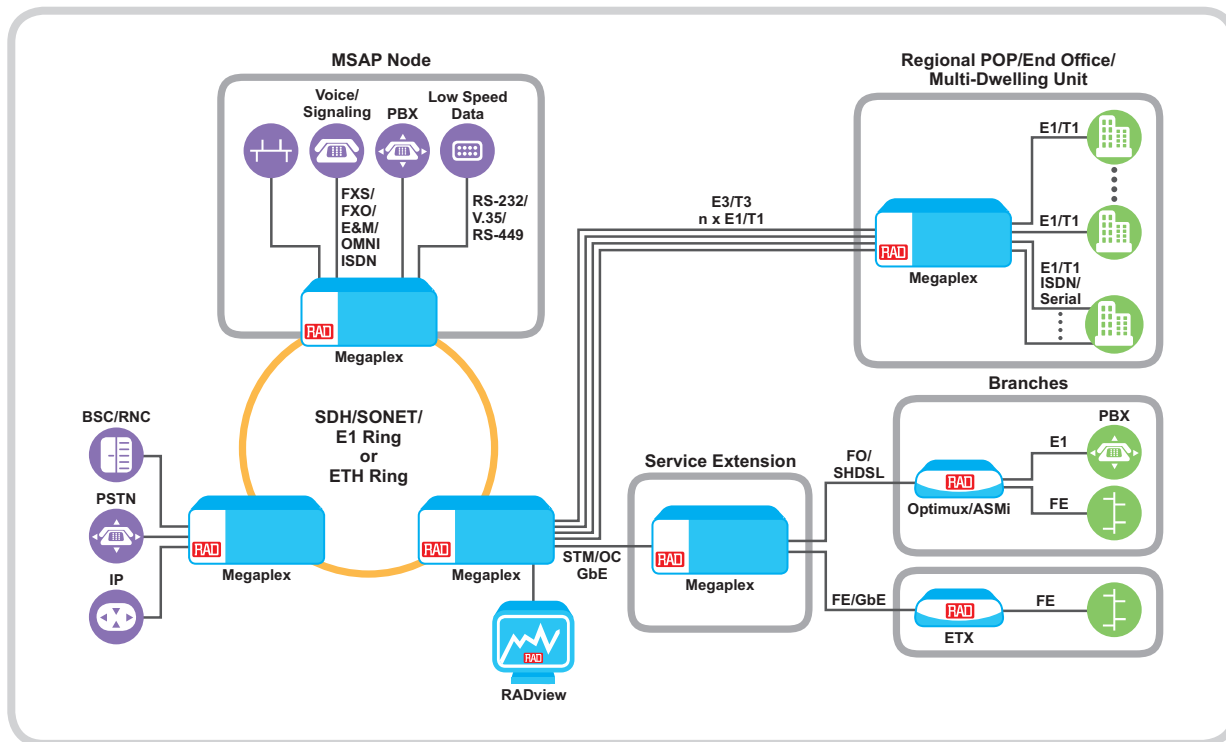 MSAP Node
Voice/
Signaling
PBX
Low Speed
Data
FXS/
FXO/
E&M/
OMNI
ISDN
RS-232/
V.35/
RS-449
RAD
Megaplex
SDH/SONET/
E1 Ring
or
ETH Ring
BSC/RNC
PSTN
IP
RAD
Megaplex
RAD
Megaplex
RAD
RADview
E3/T3
n x E1/T1
STM/OC
GbE
Regional POP/End Office/
Multi-Dwelling Unit
RAD
Megaplex
E1/T1
E1/T1
E1/T1
ISDN/
Serial
Service Extension
RAD
Megaplex
FO/
SHDSL
FE/GbE
Branches
RAD
Optimux/ASMi
E1
PBX
FE
RAD
ETX
FE